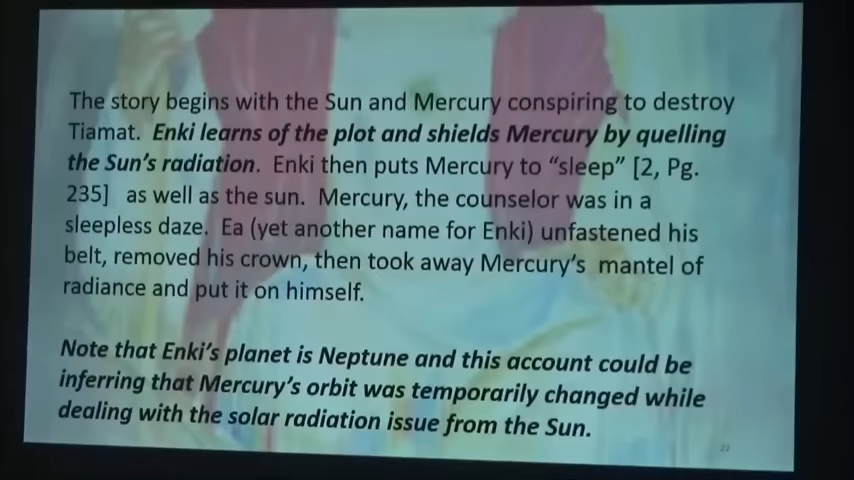 The story begins with the Sun and Mercury conspiring to destroy
Tiamat. Enki learns of the plot and shields Mercury by quelling
the Sun's radiation. Enki then puts Mercury to “sleep” [2, Pg.
235] as well as the sun. Mercury, the counselor was in a
sleepless daze. Ea (yet another name for Enki) unfastened his
belt, removed his crown, then took away Mercury's mantel of
radiance and put it on himself.
Note that Enki's planet is Neptune and this account could be
inferring that Mercury's orbit was temporarily changed while
dealing with the solar radiation issue from the Sun.
22